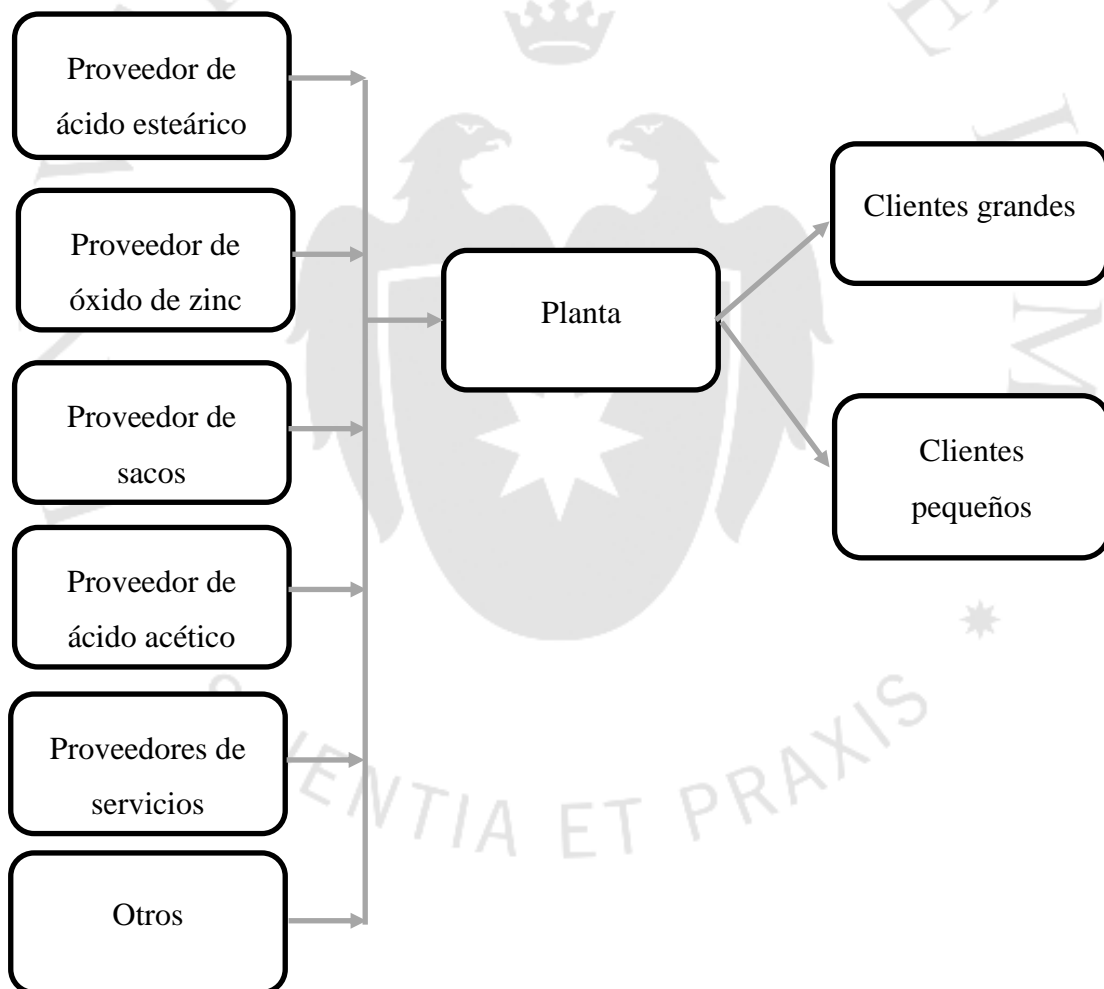 Proveedor de
ácido esteárico
Proveedor de
óxido de zinc
Proveedor de
sacos
Proveedor de
ácido acético
Proveedores de
servicios
Otros
Planta
Clientes grandes
Clientes
pequeños
ENTIA ET PRAXIS